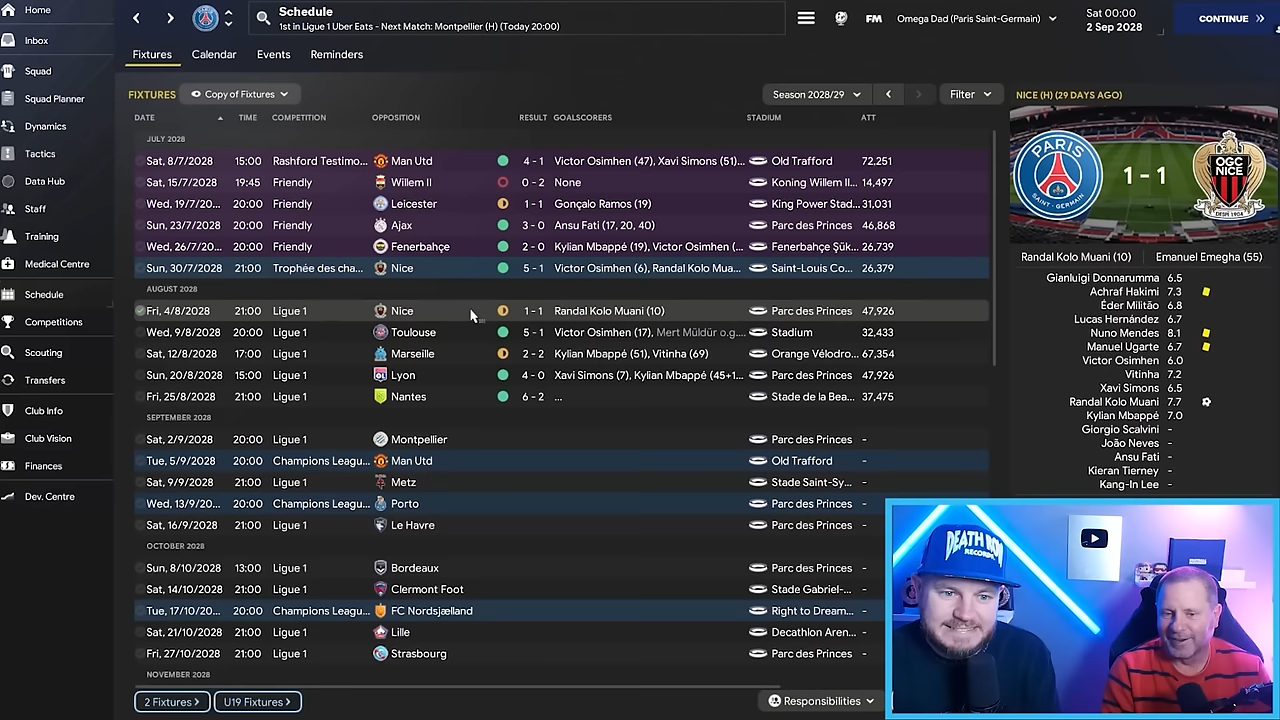 Home
Inbox
Squad
Squad Planner
Dynamics
Tactics
Data Hub
Staff
Training
Medical Centre
Schedule
Competitions
Scouting
Transfers
Club Info
Club Vision
Finances
Dev. Centre
Schedule
1st in Ligue 1 Uber Eats - Next Match: Montpellier (H) (Today 20:00)
FM
Omega Dad (Paris Saint-Germain)
Sat 00:00
2 Sep 2028
CONTINUE
Fixtures Calendar Events Reminders
FIXTURES Copy of Fixtures Season 2028/29 Filter
DATE TIME COMPETITION OPPOSITION RESULT GOALSCORERS STADIUM ATT
JULY 2028
Sat, 8/7/2028 15:00 Rashford Testimo... Man Utd 4 - 1 Victor Osimhen (47), Xavi Simons (51)... Old Trafford 72,251
Sat, 15/7/2028 19:45 Friendly Willem II 0 - 2 None Koning Willem II... 14,497
Wed, 19/7/20... 20:00 Friendly Leicester 1 - 1 Gonçalo Ramos (19) King Power Stad... 31,031
Sun, 23/7/2028 20:00 Friendly Ajax 3 - 0 Ansu Fati (17, 20, 40) Parc des Princes 46,868
Wed, 26/7/20... 20:00 Friendly Fenerbahçe 2 - 0 Kylian Mbappé (19), Victor Osimhen (... Fenerbahçe Şük... 26,739
Sun, 30/7/2028 21:00 Trophée des cha... Nice 5 - 1 Victor Osimhen (6), Randal Kolo Mua... Saint-Louis Co... 26,379
AUGUST 2028
Fri, 4/8/2028 21:00 Ligue 1 Nice 1 - 1 Randal Kolo Muani (10) Parc des Princes 47,926
Wed, 9/8/2028 20:00 Ligue 1 Toulouse 5 - 1 Victor Osimhen (17), Mert Müldür o.g.... Stadium 32,433
Sat, 12/8/2028 17:00 Ligue 1 Marseille 2 - 2 Kylian Mbappé (51), Vitinha (69) Orange Vélodro... 67,354
Sun, 20/8/2028 15:00 Ligue 1 Lyon 4 - 0 Xavi Simons (7), Kylian Mbappé (45+1... Parc des Princes 47,926
Fri, 25/8/2028 21:00 Ligue 1 Nantes 6 - 2 ... Stade de la Bea... 37,475
SEPTEMBER 2028
Sat, 2/9/2028 20:00 Ligue 1 Montpellier Parc des Princes -
Tue, 5/9/2028 20:00 Champions Leagu... Man Utd Old Trafford -
Sat, 9/9/2028 21:00 Ligue 1 Metz Stade Saint-Sy... -
Wed, 13/9/20... 20:00 Champions Leagu... Porto Parc des Princes -
Sat, 16/9/2028 21:00 Ligue 1 Le Havre Parc des Princes -
OCTOBER 2028
Sun, 8/10/2028 13:00 Ligue 1 Bordeaux Parc des Princes -
Sat, 14/10/2028 21:00 Ligue 1 Clermont Foot Stade Gabriel-... -
Tue, 17/10/20... 20:00 Champions Leagu... FC Nordsjælland Right to Dream... -
Sat, 21/10/2028 21:00 Ligue 1 Lille Decathlon Aren... -
Fri, 27/10/2028 21:00 Ligue 1 Strasbourg Parc des Princes -
NOVEMBER 2028
2 Fixtures U19 Fixtures Responsibilities
NICE (H) (29 DAYS AGO)
PARIS
SAINT-GERMAIN
1 - 1
OGC
NICE
Randal Kolo Muani (10) Emanuel Emegha (55)
Gianluigi Donnarumma 6.5
Achraf Hakimi 7.3
Éder Militão 6.8
Lucas Hernández 6.7
Nuno Mendes 8.1
Manuel Ugarte 6.7
Victor Osimhen 6.0
Vitinha 7.2
Xavi Simons 6.5
Randal Kolo Muani 7.7
Kylian Mbappé 7.0
Giorgio Scalvini -
João Neves -
Ansu Fati -
Kieran Tierney -
Kang-In Lee -
DEATH ROW
RECORDS